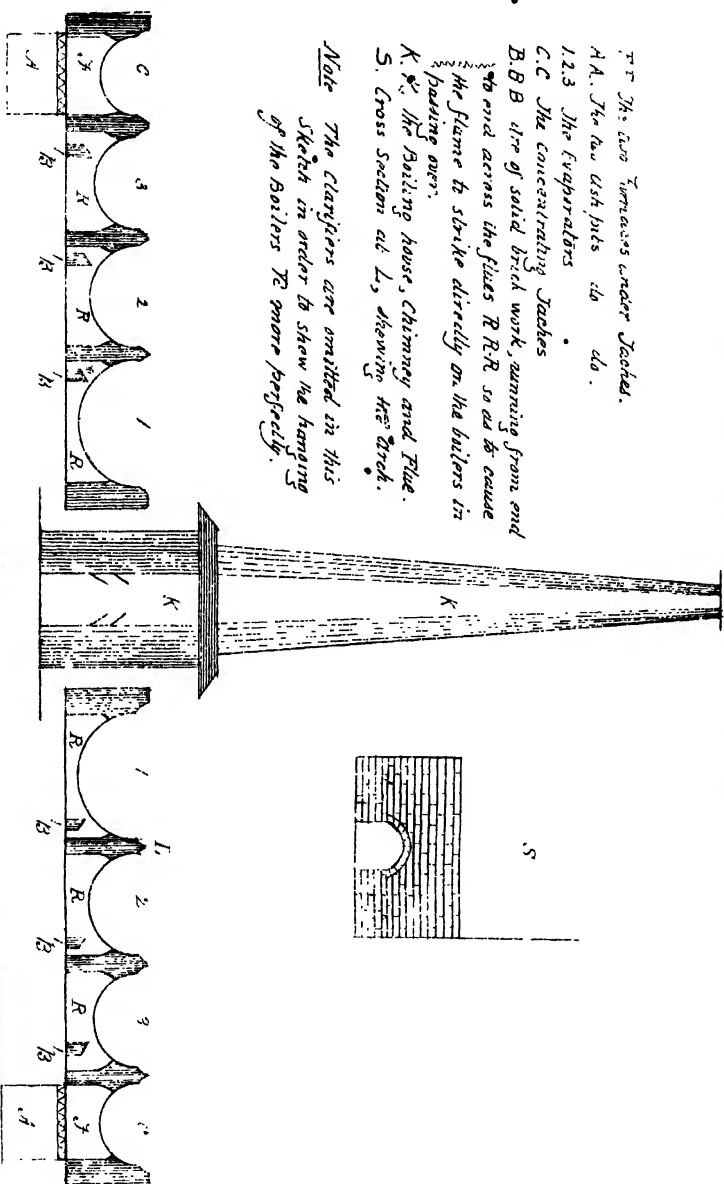 FF The two Furnaces under Taches.
AA. The two Ash pits do do.
1.2.3 The Evaporators
C.C The Concentrating Taches
B.B B are of solid brick work, running from end
to end across the flues R R.R so as to cause
the flame to strike directly on the boilers in
passing over.
K. K. the Boiling house, Chimney and Flue.
S. Cross Section at L, shewing the arch.
Note The Clarifiers are omitted in this
Sketch in order to shew the hanging
of the Boilers &c more perfectly.
S
K
K
C 3 2 1 1 2 L 3
F R R R R R R F
A B B B B B B A